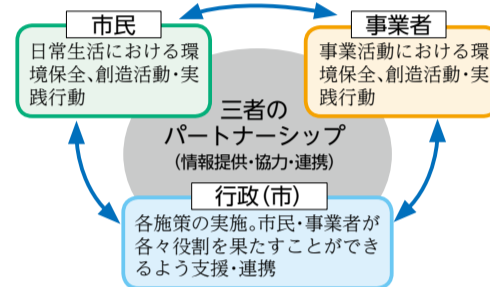 市民
日常生活における環
境保全、創造活動・実
践行動
事業者
事業活動における環
境保全、創造活動・実
践行動
三者の
パートナーシップ
(情報提供・協力・連携)
行政(市)
各施策の実施。市民・事業者が
各々役割を果たすことができ
るよう支援・連携